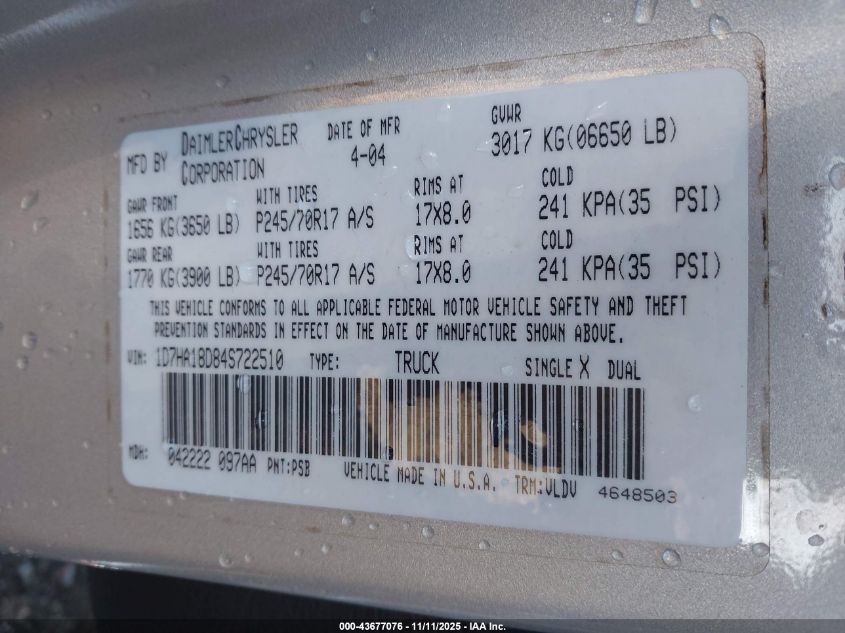 MFD BY DAIMLERCHRYSLER CORPORATION DATE OF MFR 4-04 GVWR 3017 KG(06650 LB)
GAWR FRONT WITH TIRES RIMS AT COLD
1656 KG(3650 LB) P245/70R17 A/S 17X8.0 241 KPA(35 PSI)
GAWR REAR WITH TIRES RIMS AT COLD
1770 KG(3900 LB) P245/70R17 A/S 17X8.0 241 KPA(35 PSI)
THIS VEHICLE CONFORMS TO ALL APPLICABLE FEDERAL MOTOR VEHICLE SAFETY AND THEFT
PREVENTION STANDARDS IN EFFECT ON THE DATE OF MANUFACTURE SHOWN ABOVE.
VIN: 1D7HA18D84S722510 TYPE: TRUCK SINGLE X DUAL
MDH: 042222 097AA PNT:PSB VEHICLE MADE IN U.S.A. TRM:VLDV 4648503
000-43677076 - 11/11/2025 - IAA Inc.